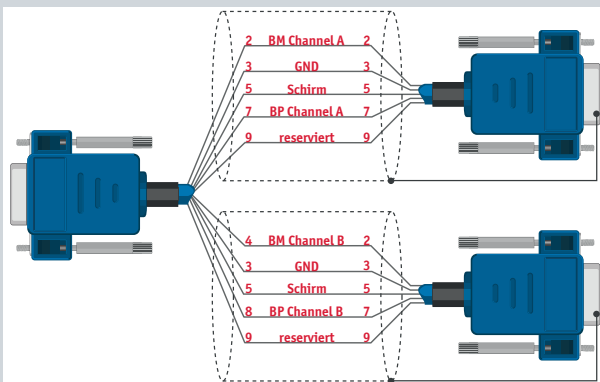 2 BM Channel A 2
3 GND 3
5 Schirm 5
7 BP Channel A 7
9 reserviert 9
4 BM Channel B 2
3 GND 3
5 Schirm 5
8 BP Channel B 7
9 reserviert 9